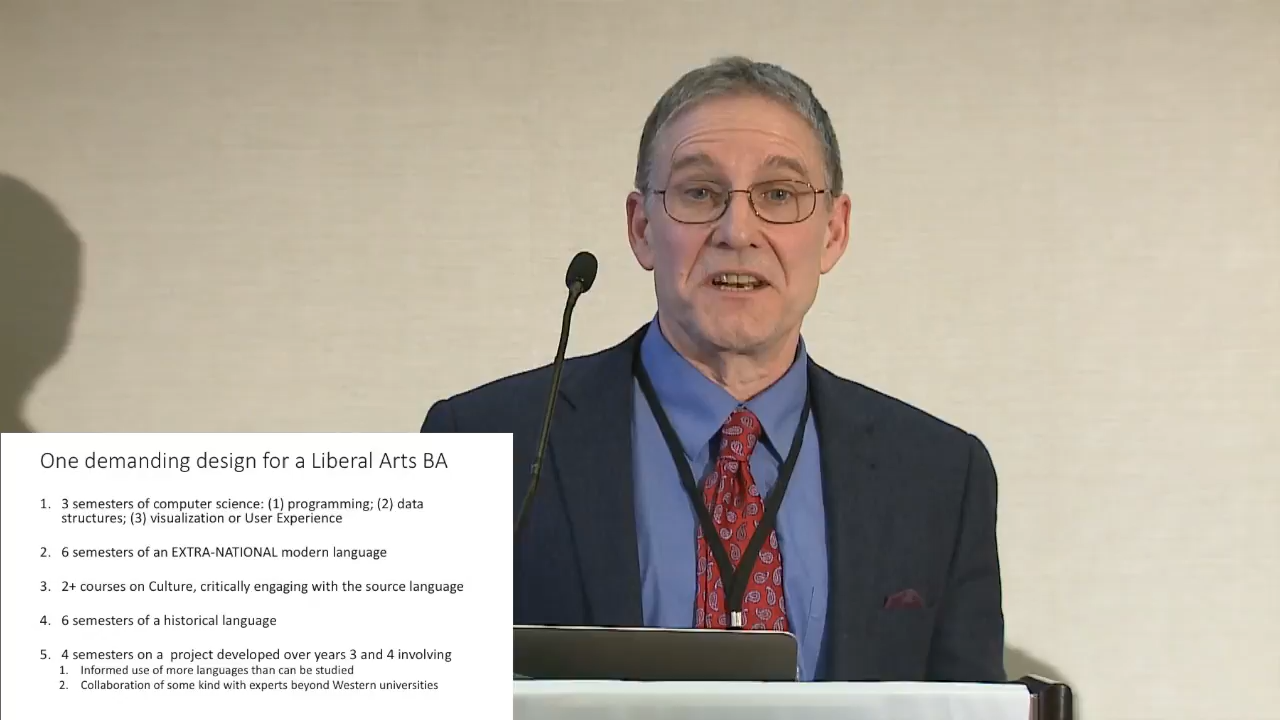 One demanding design for a Liberal Arts BA
1. 3 semesters of computer science: (1) programming; (2) data
structures; (3) visualization or User Experience
2. 6 semesters of an EXTRA-NATIONAL modern language
3. 2+ courses on Culture, critically engaging with the source language
4. 6 semesters of a historical language
5. 4 semesters on a project developed over years 3 and 4 involving
1. Informed use of more languages than can be studied
2. Collaboration of some kind with experts beyond Western universities